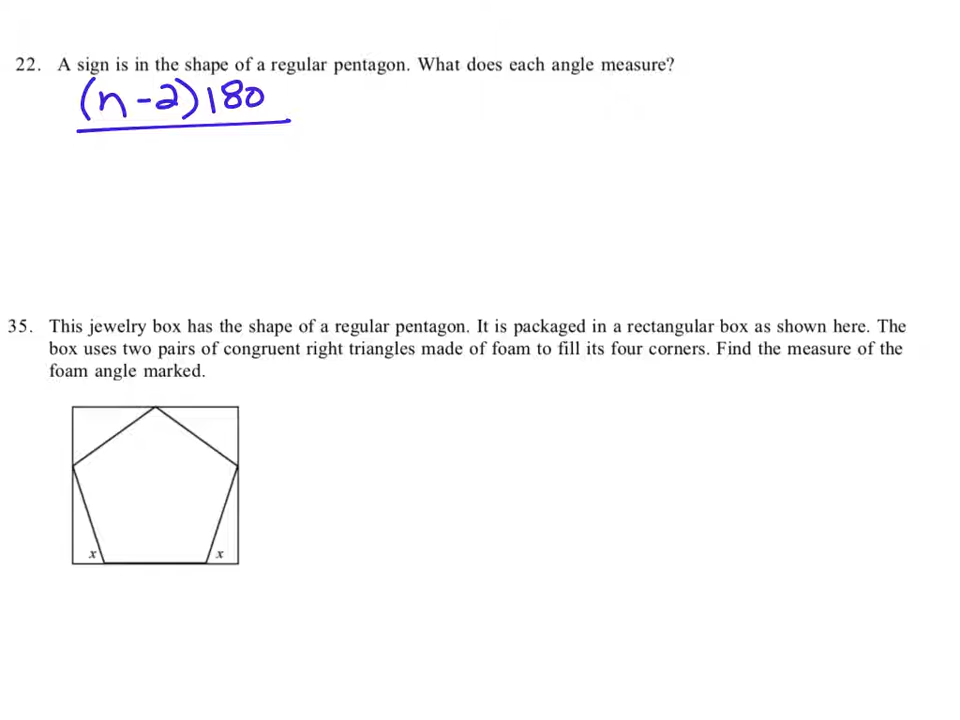 22. A sign is in the shape of a regular pentagon. What does each angle measure?
(n-2)180
35. This jewelry box has the shape of a regular pentagon. It is packaged in a rectangular box as shown here. The
box uses two pairs of congruent right triangles made of foam to fill its four corners. Find the measure of the
foam angle marked.
x x